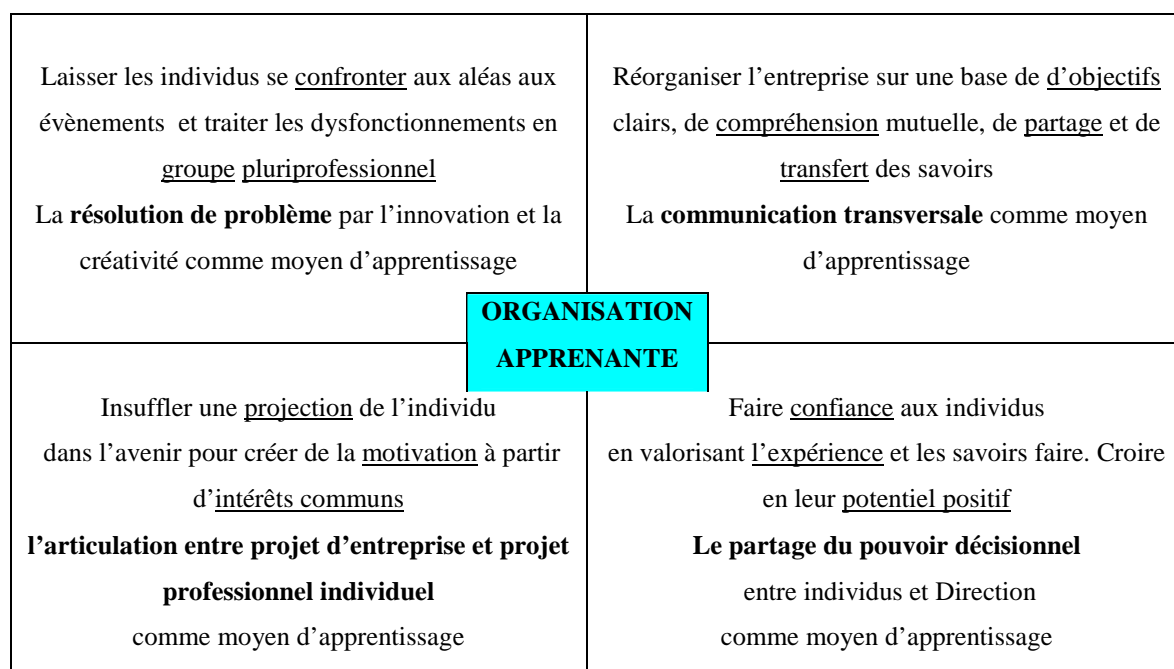 Laisser les individus se confronter aux aléas aux
évènements et traiter les dysfonctionnements en
groupe pluriprofessionnel
La résolution de problème par l’innovation et la
créativité comme moyen d’apprentissage
Réorganiser l’entreprise sur une base de d’objectifs
clairs, de compréhension mutuelle, de partage et de
transfert des savoirs
La communication transversale comme moyen
d’apprentissage
ORGANISATION
APPRENANTE
Insuffler une projection de l’individu
dans l’avenir pour créer de la motivation à partir
d’intérêts communs
l’articulation entre projet d’entreprise et projet
professionnel individuel
comme moyen d’apprentissage
Faire confiance aux individus
en valorisant l’expérience et les savoirs faire. Croire
en leur potentiel positif
Le partage du pouvoir décisionnel
entre individus et Direction
comme moyen d’apprentissage